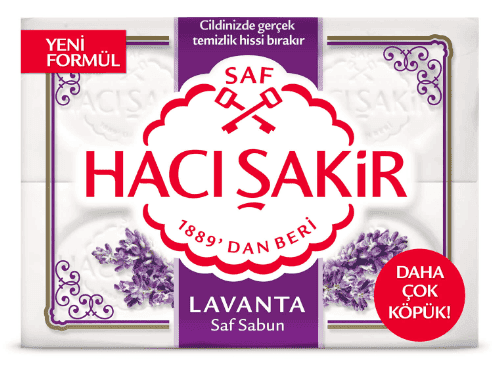 Cildinizde gerçek
temizlik hissi bırakır
YENİ
FORMÜL
SAF
HACI ŞAKİR
1889'DAN BERİ
LAVANTA
Saf Sabun
DAHA
ÇOK
KÖPÜK!